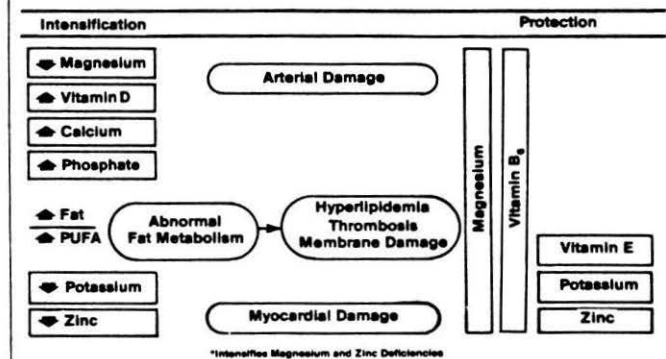 Intensification
Protection
Magnesium
Vitamin D
Calcium
Phosphate
Arterial Damage
Fat
PUFA
Abnormal
Fat Metabolism
Hyperlipidemia
Thrombosis
Membrane Damage
Magnesium
Vitamin B6
Vitamin E
Potassium
Zinc
Potassium
Zinc
Myocardial Damage
*Intensifies Magnesium and Zinc Deficiencies